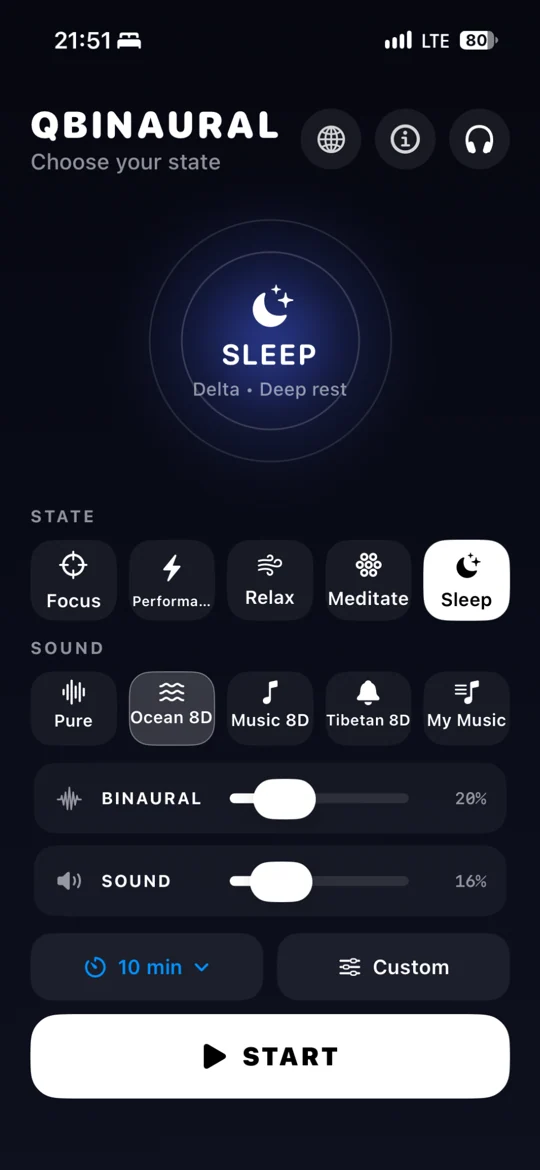 21:51
LTE 80
QBINAURAL
Choose your state
SLEEP
Delta • Deep rest
STATE
Focus
Performa...
Relax
Meditate
Sleep
SOUND
Pure
Ocean 8D
Music 8D
Tibetan 8D
My Music
BINAURAL 20%
SOUND 16%
10 min
Custom
START